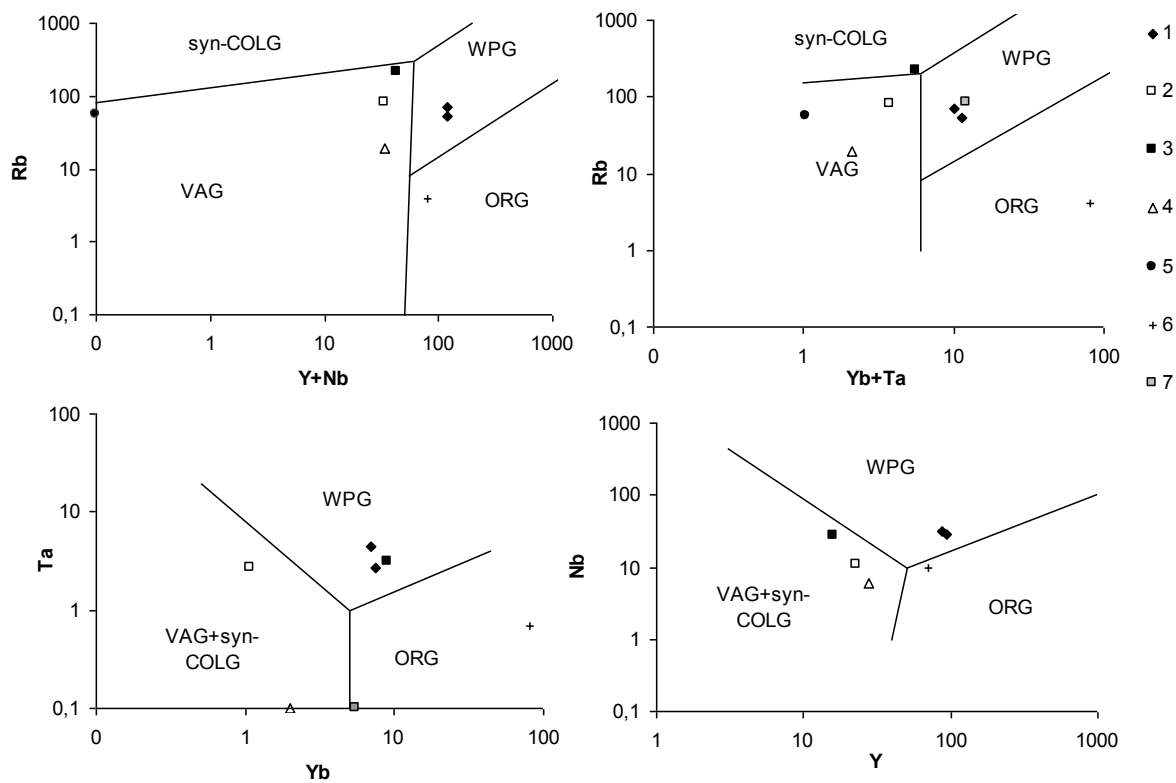 1000
100
10
1
0,1
Rb
syn-COLG
WPG
VAG
ORG
0 1 10 100 1000
Y+Nb
1000
100
10
1
0,1
Rb
syn-COLG
WPG
VAG
ORG
0 1 10 100
Yb+Ta
1
2
3
4
5
6
7
100
10
1
0,1
Ta
WPG
VAG+syn-
COLG
ORG
0 1 10 100
Yb
1000
100
10
1
0,1
Nb
WPG
VAG+syn-
COLG
ORG
1 10 100 1000
Y